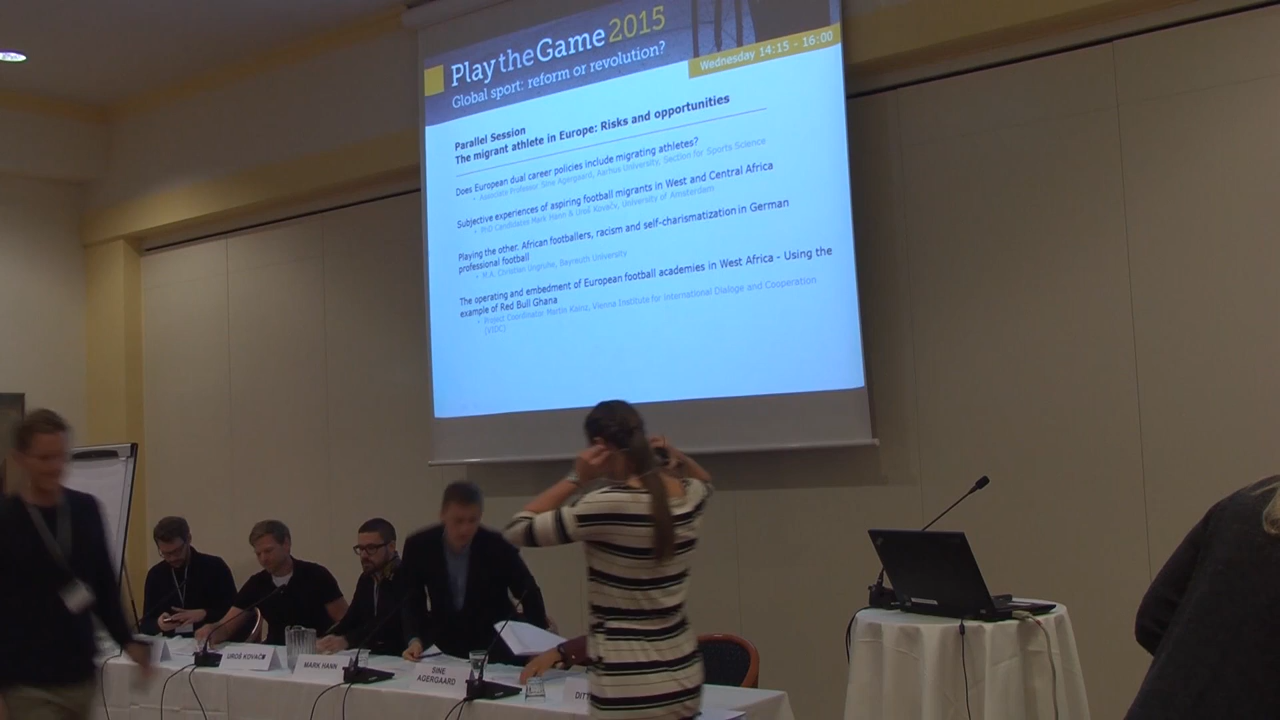 Play the Game 2015
Global sport: reform or revolution?
Wednesday 14:15 - 16:00
Parallel Session
The migrant athlete in Europe: Risks and opportunities
Does European dual career policies include migrating athletes?
• Associate Professor Sine Agergaard, Aarhus University, Section for Sports Science
Subjective experiences of aspiring football migrants in West and Central Africa
• PhD Candidates Mark Hann & Uroš Kovačv, University of Amsterdam
Playing the other. African footballers, racism and self-charismatization in German
professional football
• M.A. Christian Ungruhe, Bayreuth University
The operating and embedment of European football academies in West Africa - Using the
example of Red Bull Ghana
• Project Coordinator Martin Kainz, Vienna Institute for International Dialoge and Cooperation
(VIDC)
UROŠ KOVAČV
MARK HANN
SINE
AGERGAARD
DITT